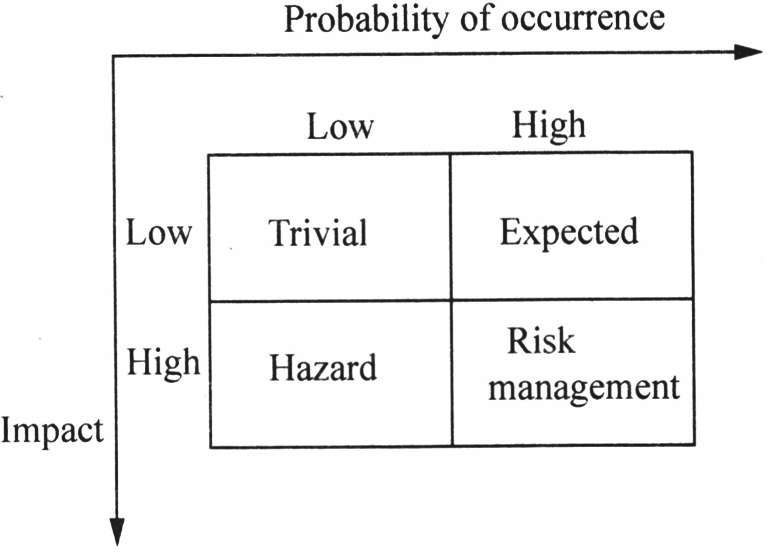 Probability of occurrence
Low High
Low Trivial Expected
High Hazard Risk
management
Impact